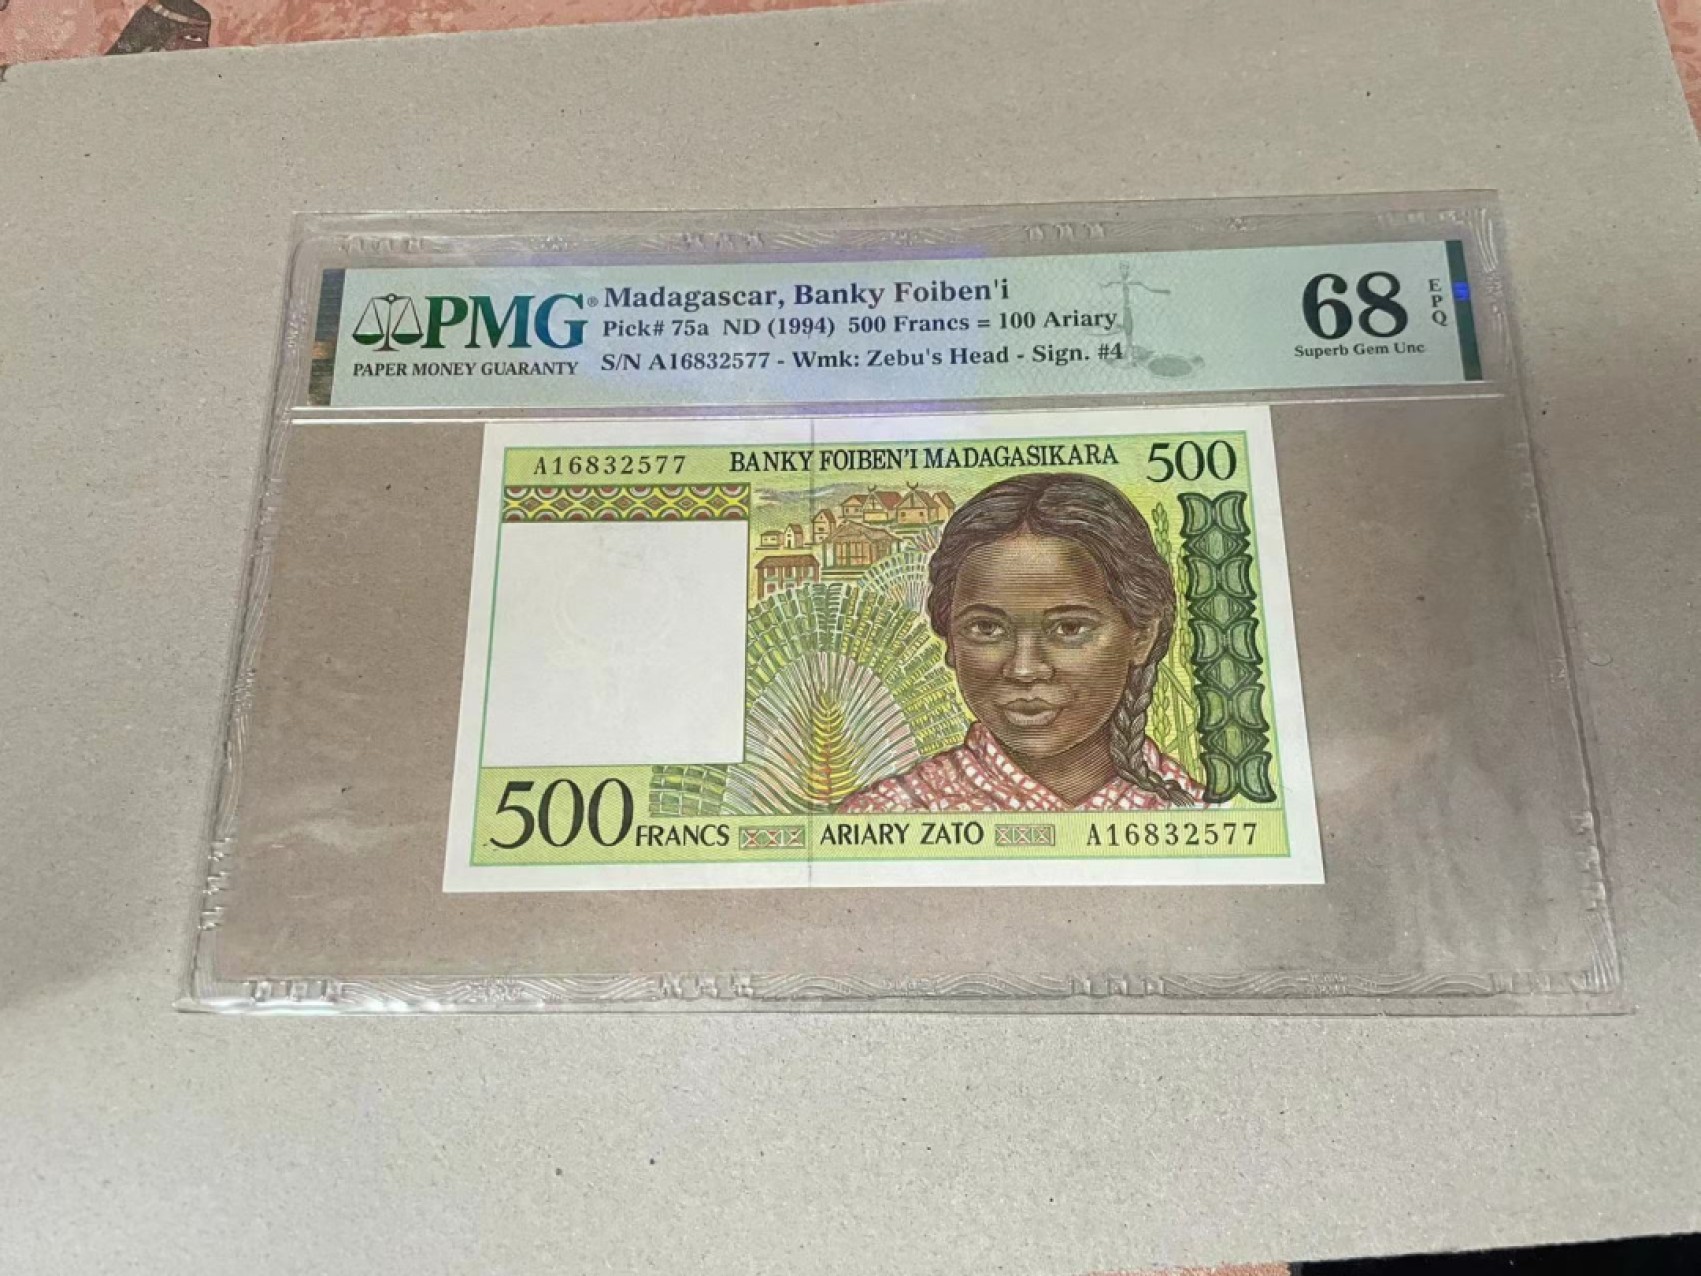 PMG®
PAPER MONEY GUARANTY
Madagascar, Banky Foiben'i
Pick# 75a ND (1994) 500 Francs = 100 Ariary
S/N A16832577 - Wmk: Zebu's Head - Sign. #4
68
EPQ
Superb Gem Unc
A16832577
BANKY FOIBEN'I MADAGASIKARA
500
500 FRANCS
ARIARY ZATO
A16832577